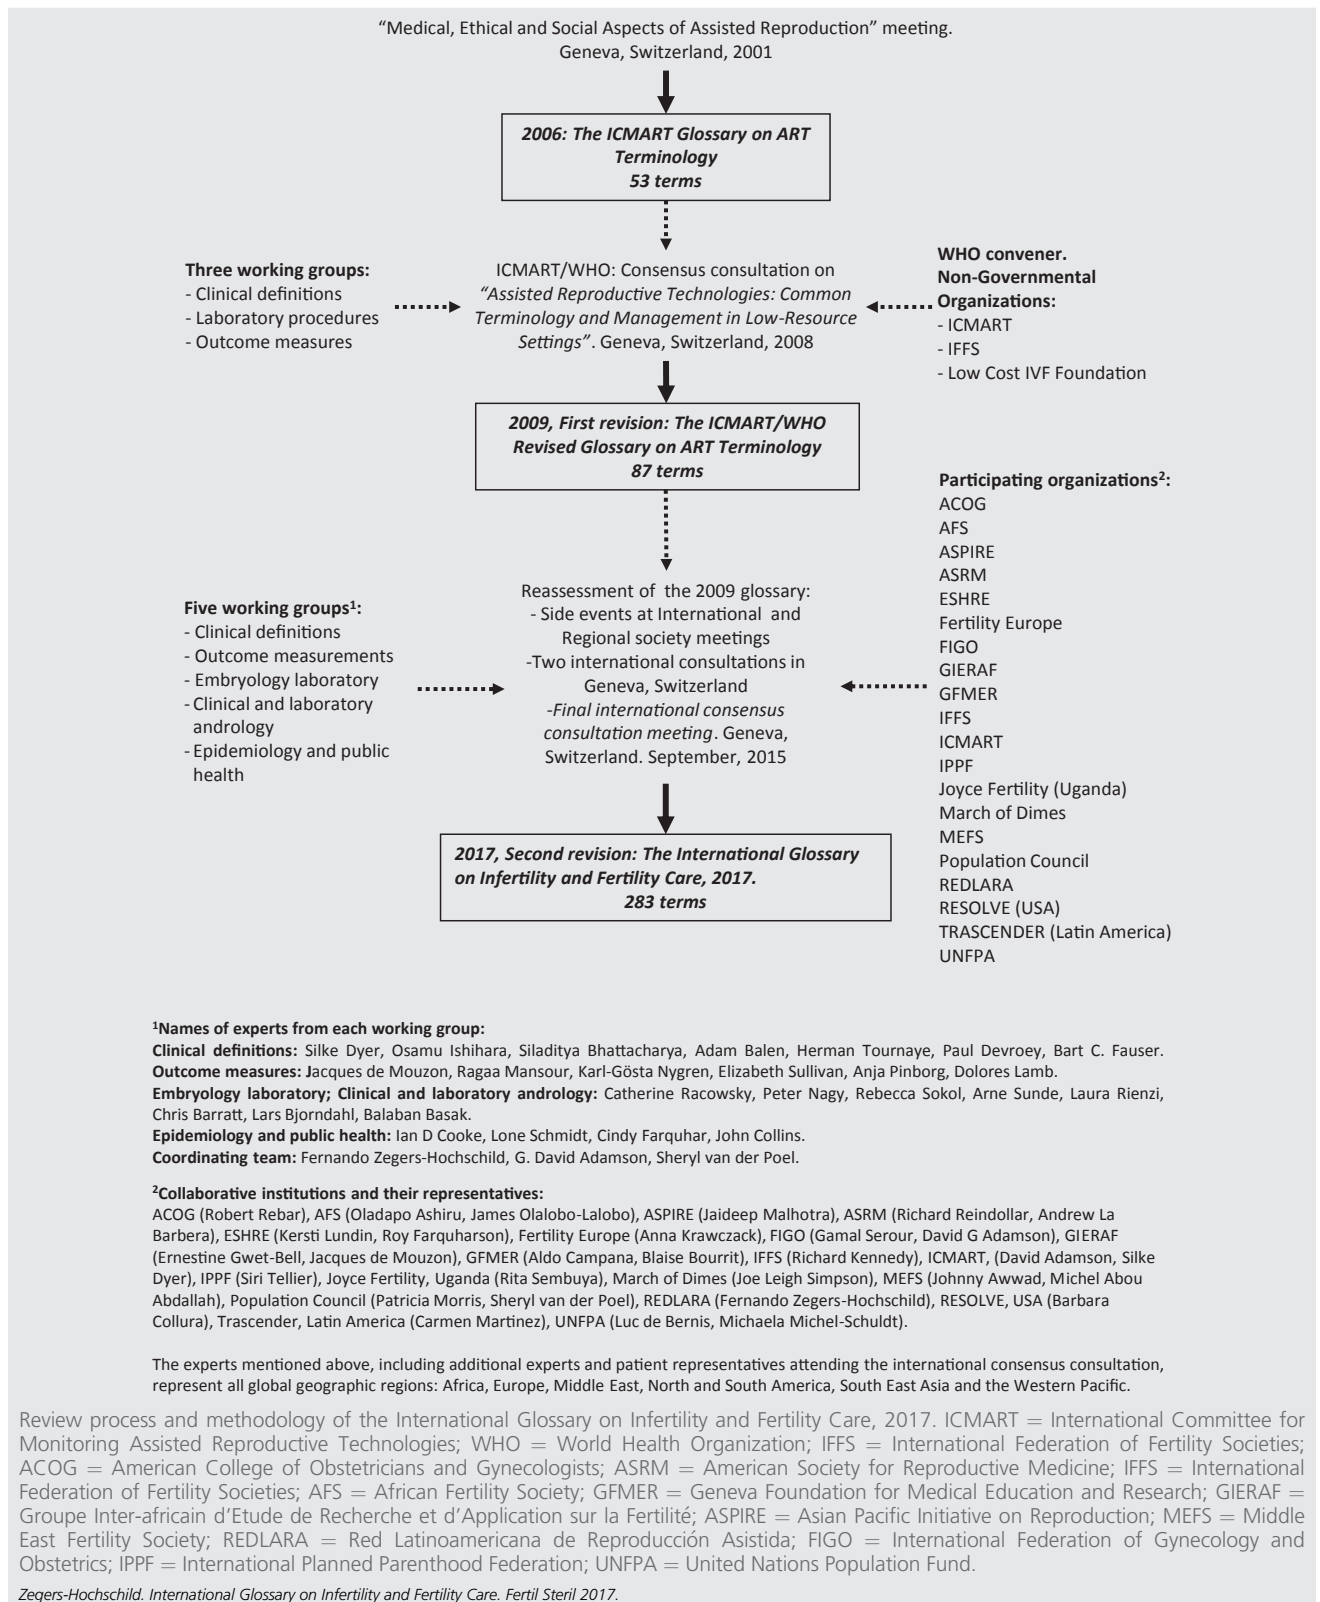 “Medical, Ethical and Social Aspects of Assisted Reproduction” meeting.
Geneva, Switzerland, 2001
2006: The ICMART Glossary on ART
Terminology
53 terms
Three working groups:
- Clinical definitions
- Laboratory procedures
- Outcome measures
ICMART/WHO: Consensus consultation on
“Assisted Reproductive Technologies: Common
Terminology and Management in Low-Resource
Settings”. Geneva, Switzerland, 2008
WHO convener.
Non-Governmental
Organizations:
- ICMART
- IFFS
- Low Cost IVF Foundation
2009, First revision: The ICMART/WHO
Revised Glossary on ART Terminology
87 terms
Five working groups¹:
- Clinical definitions
- Outcome measurements
- Embryology laboratory
- Clinical and laboratory
andrology
- Epidemiology and public
health
Reassessment of the 2009 glossary:
- Side events at International and
Regional society meetings
-Two international consultations in
Geneva, Switzerland
-Final international consensus
consultation meeting. Geneva,
Switzerland. September, 2015
Participating organizations²:
ACOG
AFS
ASPIRE
ASRM
ESHRE
Fertility Europe
FIGO
GIERAF
GFMER
IFFS
ICMART
IPPF
Joyce Fertility (Uganda)
March of Dimes
MEFS
Population Council
REDLARA
RESOLVE (USA)
TRASCENDER (Latin America)
UNFPA
2017, Second revision: The International Glossary
on Infertility and Fertility Care, 2017.
283 terms
¹Names of experts from each working group:
Clinical definitions: Silke Dyer, Osamu Ishihara, Siladitya Bhattacharya, Adam Balen, Herman Tournaye, Paul Devroey, Bart C. Fauser.
Outcome measures: Jacques de Mouzon, Ragaa Mansour, Karl-Gösta Nygren, Elizabeth Sullivan, Anja Pinborg, Dolores Lamb.
Embryology laboratory; Clinical and laboratory andrology: Catherine Racowsky, Peter Nagy, Rebecca Sokol, Arne Sunde, Laura Rienzi,
Chris Barratt, Lars Bjorndahl, Balaban Basak.
Epidemiology and public health: Ian D Cooke, Lone Schmidt, Cindy Farquhar, John Collins.
Coordinating team: Fernando Zegers-Hochschild, G. David Adamson, Sheryl van der Poel.
²Collaborative institutions and their representatives:
ACOG (Robert Rebar), AFS (Oladapo Ashiru, James Olalobo-Lalobo), ASPIRE (Jaideep Malhotra), ASRM (Richard Reindollar, Andrew La
Barbera), ESHRE (Kersti Lundin, Roy Farquharson), Fertility Europe (Anna Krawczack), FIGO (Gamal Serour, David G Adamson), GIERAF
(Ernestine Gwet-Bell, Jacques de Mouzon), GFMER (Aldo Campana, Blaise Bourrit), IFFS (Richard Kennedy), ICMART, (David Adamson, Silke
Dyer), IPPF (Siri Tellier), Joyce Fertility, Uganda (Rita Sembuya), March of Dimes (Joe Leigh Simpson), MEFS (Johnny Awwad, Michel Abou
Abdallah), Population Council (Patricia Morris, Sheryl van der Poel), REDLARA (Fernando Zegers-Hochschild), RESOLVE, USA (Barbara
Collura), Trascender, Latin America (Carmen Martinez), UNFPA (Luc de Bernis, Michaela Michel-Schuldt).
The experts mentioned above, including additional experts and patient representatives attending the international consensus consultation,
represent all global geographic regions: Africa, Europe, Middle East, North and South America, South East Asia and the Western Pacific.
Review process and methodology of the International Glossary on Infertility and Fertility Care, 2017. ICMART = International Committee for
Monitoring Assisted Reproductive Technologies; WHO = World Health Organization; IFFS = International Federation of Fertility Societies;
ACOG = American College of Obstetricians and Gynecologists; ASRM = American Society for Reproductive Medicine; IFFS = International
Federation of Fertility Societies; AFS = African Fertility Society; GFMER = Geneva Foundation for Medical Education and Research; GIERAF =
Groupe Inter-africain d’Etude de Recherche et d’Application sur la Fertilité; ASPIRE = Asian Pacific Initiative on Reproduction; MEFS = Middle
East Fertility Society; REDLARA = Red Latinoamericana de Reproducción Asistida; FIGO = International Federation of Gynecology and
Obstetrics; IPPF = International Planned Parenthood Federation; UNFPA = United Nations Population Fund.
Zegers-Hochschild. International Glossary on Infertility and Fertility Care. Fertil Steril 2017.